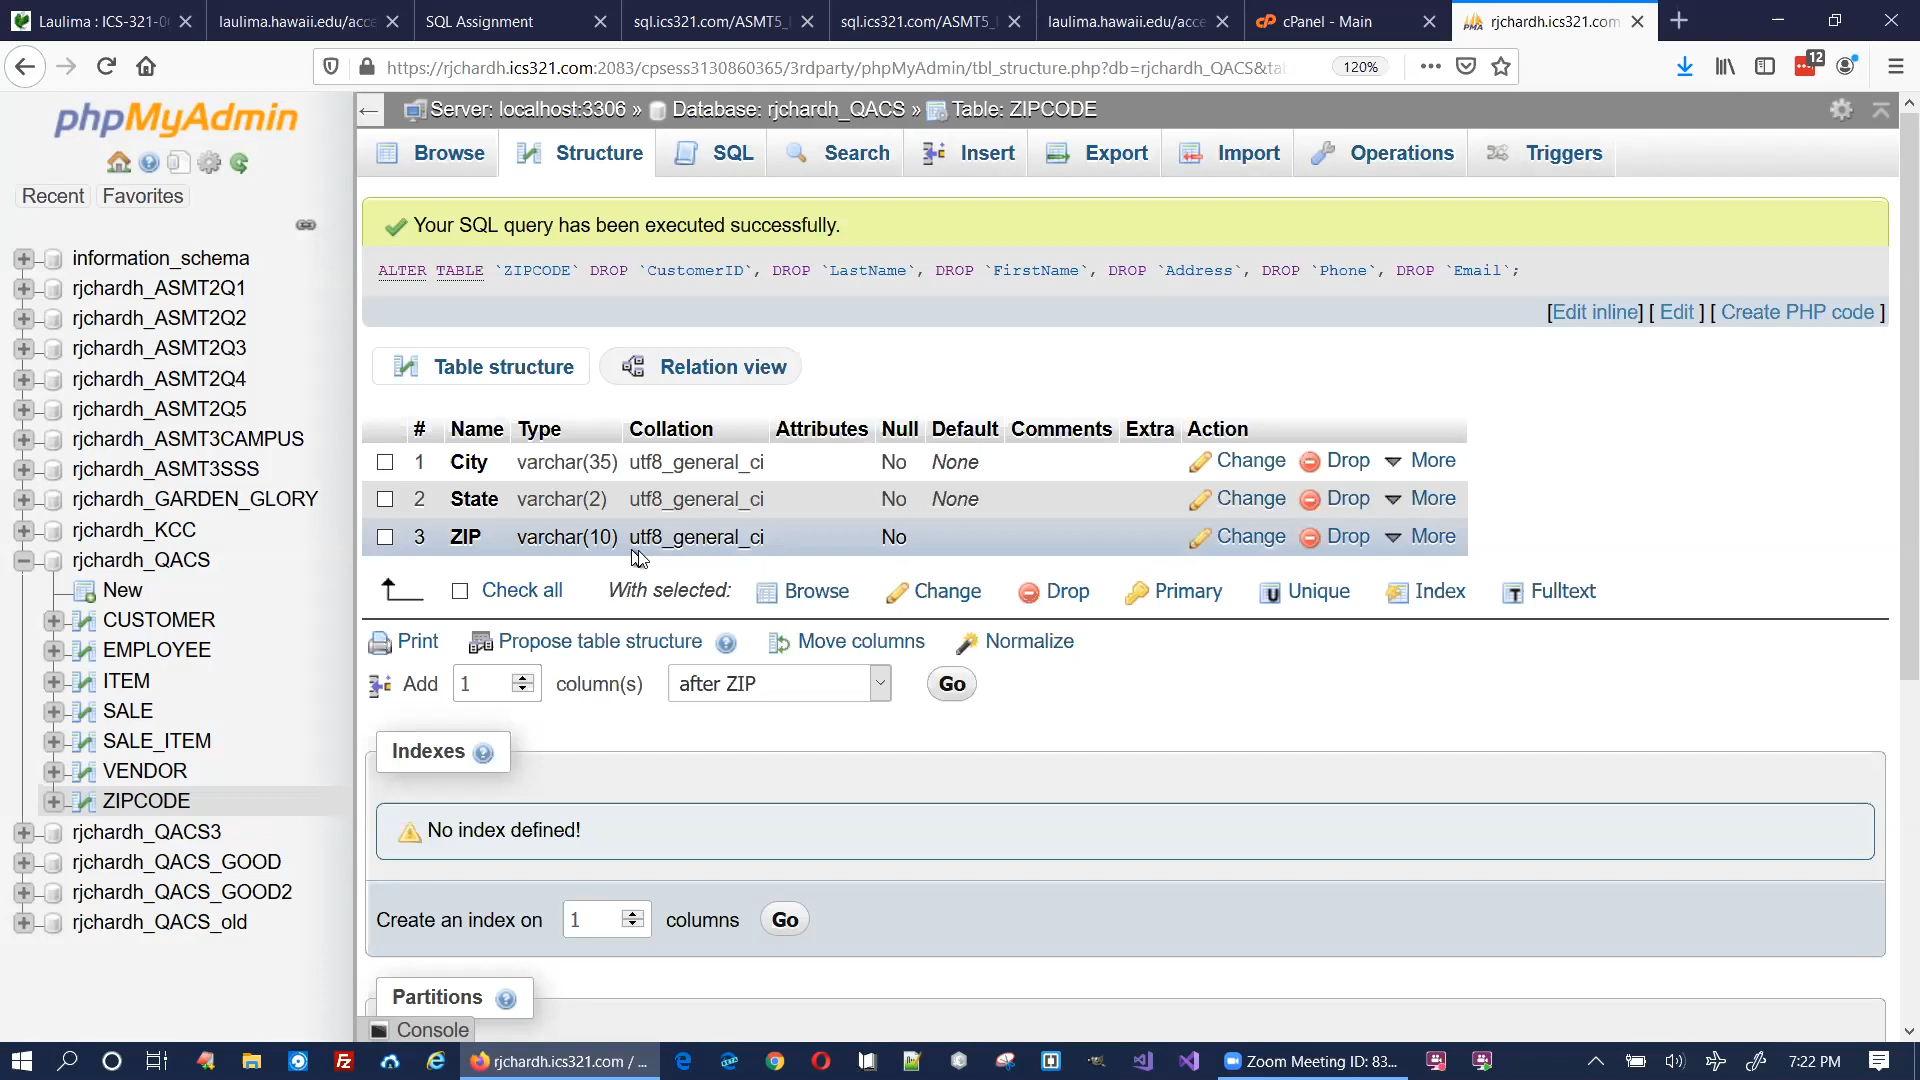 Laulima : ICS-321-0
laulima.hawaii.edu/acce
SQL Assignment
sql.ics321.com/ASMT5_
sql.ics321.com/ASMT5_
laulima.hawaii.edu/acce
cP cPanel - Main
PMA rjchardh.ics321.com
https://rjchardh.ics321.com:2083/cpsess3130860365/3rdparty/phpMyAdmin/tbl_structure.php?db=rjchardh_QACS&ta
120%
12
phpMyAdmin
Recent Favorites
information_schema
rjchardh_ASMT2Q1
rjchardh_ASMT2Q2
rjchardh_ASMT2Q3
rjchardh_ASMT2Q4
rjchardh_ASMT2Q5
rjchardh_ASMT3CAMPUS
rjchardh_ASMT3SSS
rjchardh_GARDEN_GLORY
rjchardh_KCC
rjchardh_QACS
New
CUSTOMER
EMPLOYEE
ITEM
SALE
SALE_ITEM
VENDOR
ZIPCODE
rjchardh_QACS3
rjchardh_QACS_GOOD
rjchardh_QACS_GOOD2
rjchardh_QACS_old
Server: localhost:3306 » Database: rjchardh_QACS » Table: ZIPCODE
Browse Structure SQL Search Insert Export Import Operations Triggers
Your SQL query has been executed successfully.
ALTER TABLE `ZIPCODE` DROP `CustomerID`, DROP `LastName`, DROP `FirstName`, DROP `Address`, DROP `Phone`, DROP `Email`;
[Edit inline] [ Edit ] [ Create PHP code ]
Table structure Relation view
# Name Type Collation Attributes Null Default Comments Extra Action
1 City varchar(35) utf8_general_ci No None Change Drop More
2 State varchar(2) utf8_general_ci No None Change Drop More
3 ZIP varchar(10) utf8_general_ci No Change Drop More
Check all With selected: Browse Change Drop Primary U Unique Index T Fulltext
Print Propose table structure Move columns Normalize
Add 1 column(s) after ZIP Go
Indexes
No index defined!
Create an index on 1 columns Go
Partitions
Console
rjchardh.ics321.com / ...
Zoom Meeting ID: 83...
7:22 PM